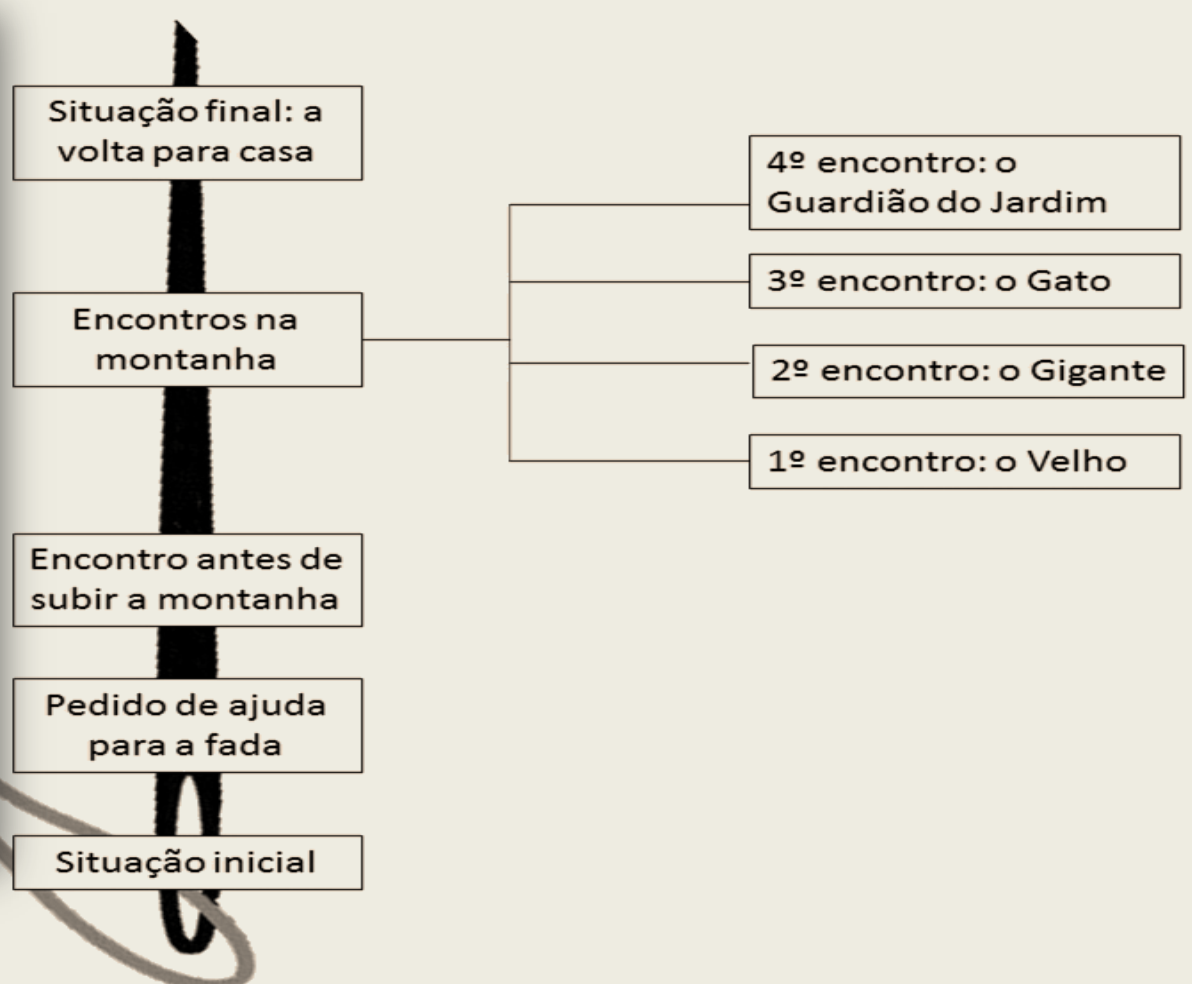 Situação final: a
volta para casa
Encontros na
montanha
4º encontro: o
Guardião do Jardim
3º encontro: o Gato
2º encontro: o Gigante
1º encontro: o Velho
Encontro antes de
subir a montanha
Pedido de ajuda
para a fada
Situação inicial